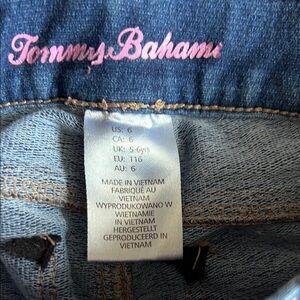 Tommy Bahama
US: 6
CA: 6
UK: 5-6yrs
EU: 116
AU: 6
MADE IN VIETNAM
FABRIQUÉ AU
VIETNAM
WYPRODUKOWANO W
WIETNAMIE
IN VIETNAM
HERGESTELLT
GEPRODUCEERD IN
VIETNAM